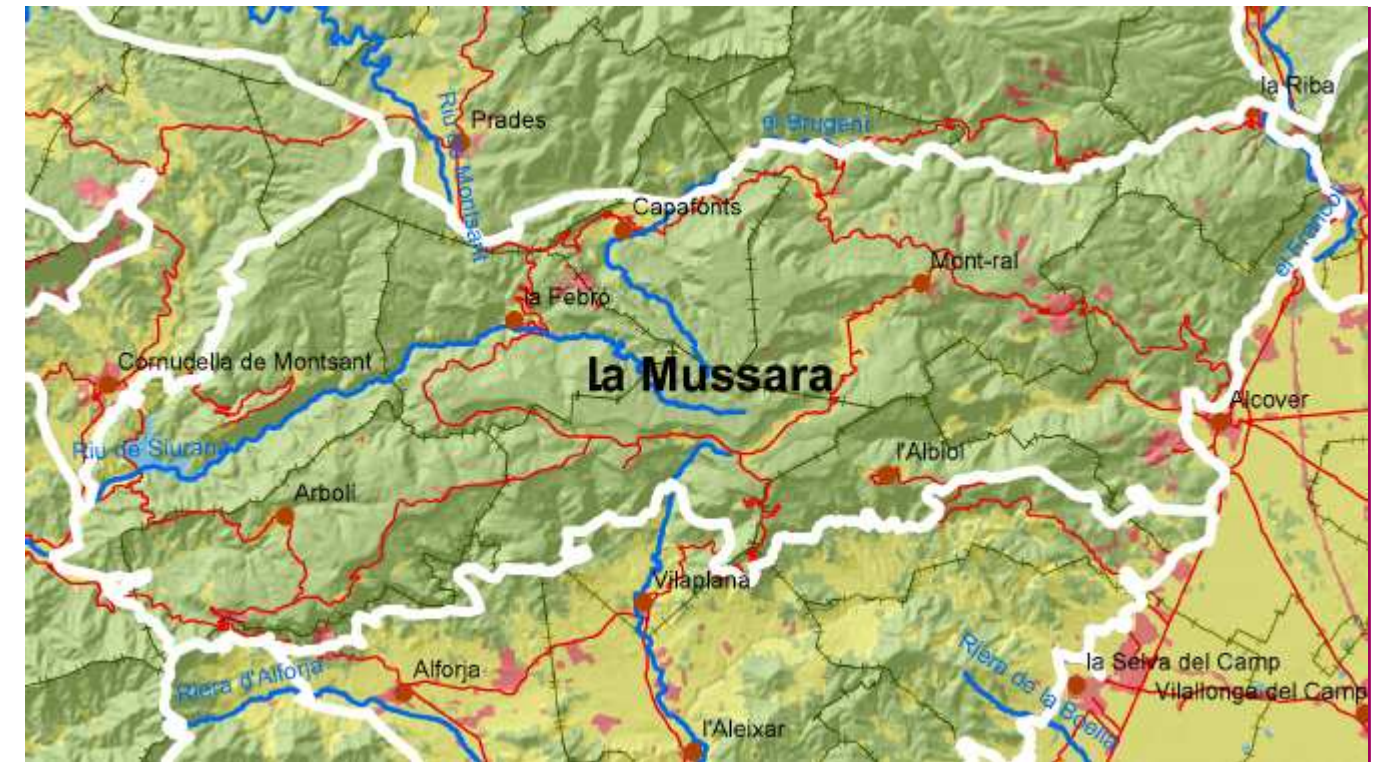 la Riba
Prades
el Brugent
Riu de Montsant
Capafonts
el Francolí
Mont-ral
la Febró
Cornudella de Montsant
la Mussara
Alcover
Riu de Siurana
l'Albiol
Arbolí
Vilaplana
la Selva del Camp
Riera d'Alforja
Alforja
Riera de la Boella
Vilallonga del Camp
l'Aleixar